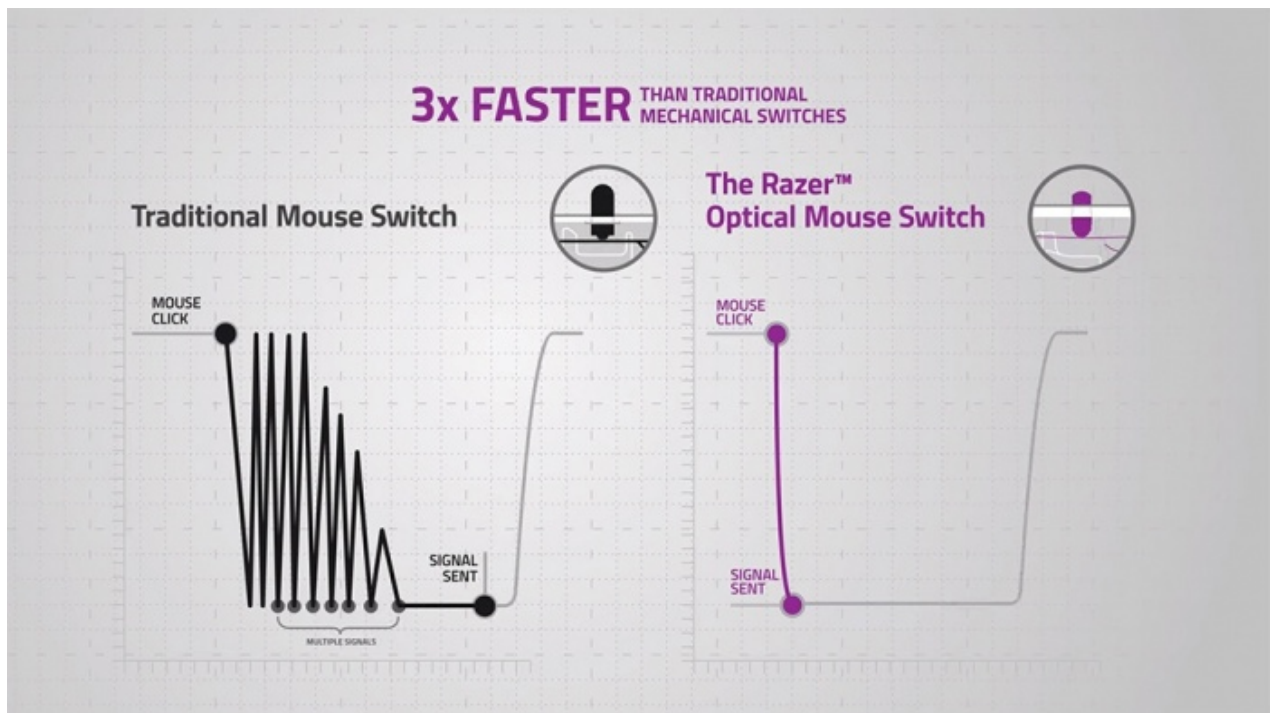 3x FASTER THAN TRADITIONAL
MECHANICAL SWITCHES
Traditional Mouse Switch
The Razer™
Optical Mouse Switch
MOUSE
CLICK
SIGNAL
SENT
MULTIPLE SIGNALS
MOUSE
CLICK
SIGNAL
SENT